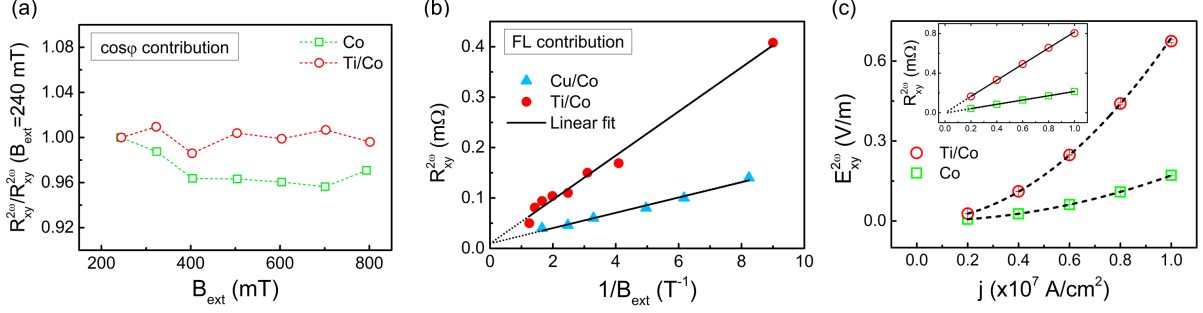 (a)
R_xy^2ω/R_xy^2ω (B_ext=240 mT)
1.08
1.04
1.00
0.96
0.92
cosφ contribution
Co
Ti/Co
200 400 600 800
B_ext (mT)
(b)
R_xy^2ω (mΩ)
0.4
0.3
0.2
0.1
0.0
FL contribution
Cu/Co
Ti/Co
Linear fit
0 2 4 6 8 10
1/B_ext (T^-1)
(c)
E_xy^2ω (V/m)
0.6
0.3
0.0
R_xy^2ω (mΩ)
0.8
0.4
0.0
0.0 0.2 0.4 0.6 0.8 1.0
Ti/Co
Co
0.0 0.2 0.4 0.6 0.8 1.0
j (x10^7 A/cm^2)